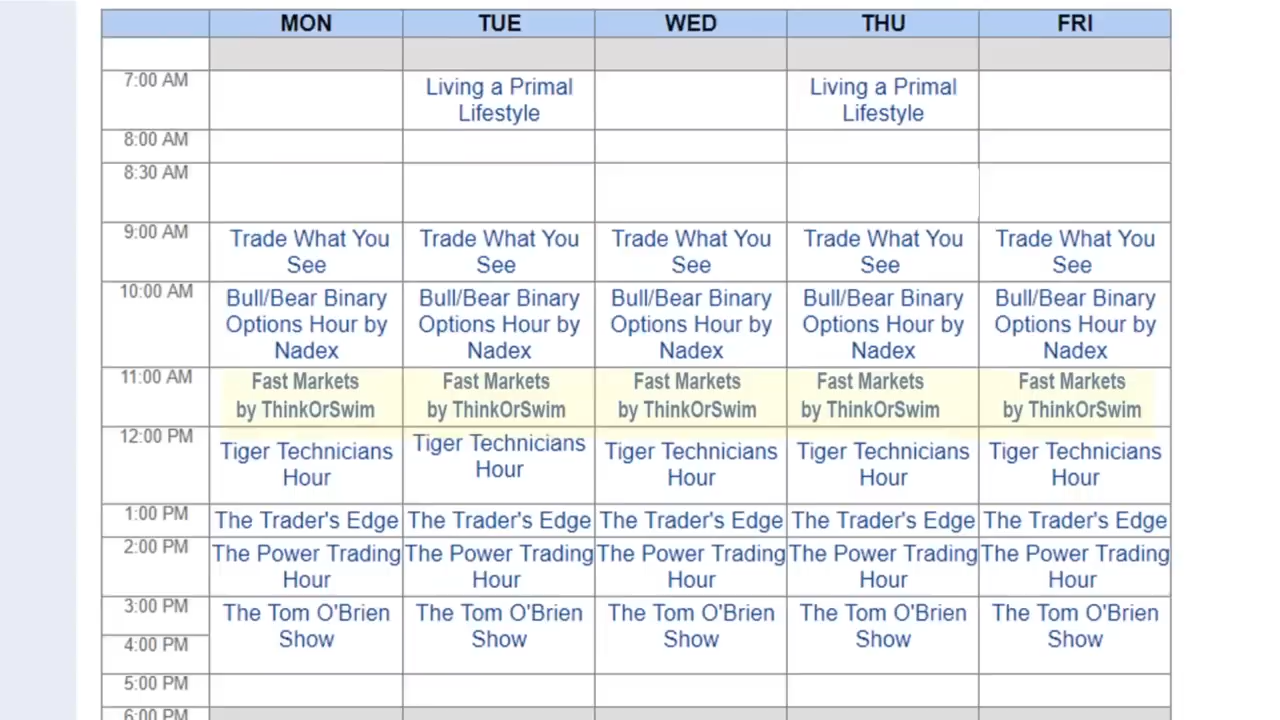 MON TUE WED THU FRI
7:00 AM
Living a Primal Living a Primal
Lifestyle Lifestyle
8:00 AM
8:30 AM
9:00 AM
Trade What You Trade What You Trade What You Trade What You Trade What You
See See See See See
10:00 AM
Bull/Bear Binary Bull/Bear Binary Bull/Bear Binary Bull/Bear Binary Bull/Bear Binary
Options Hour by Options Hour by Options Hour by Options Hour by Options Hour by
Nadex Nadex Nadex Nadex Nadex
11:00 AM
Fast Markets Fast Markets Fast Markets Fast Markets Fast Markets
by ThinkOrSwim by ThinkOrSwim by ThinkOrSwim by ThinkOrSwim by ThinkOrSwim
12:00 PM
Tiger Technicians Tiger Technicians Tiger Technicians Tiger Technicians Tiger Technicians
Hour Hour Hour Hour Hour
1:00 PM The Trader's Edge The Trader's Edge The Trader's Edge The Trader's Edge The Trader's Edge
2:00 PM The Power Trading The Power Trading The Power Trading The Power Trading The Power Trading
Hour Hour Hour Hour Hour
3:00 PM The Tom O'Brien The Tom O'Brien The Tom O'Brien The Tom O'Brien The Tom O'Brien
Show Show Show Show Show
4:00 PM
5:00 PM
6:00 PM